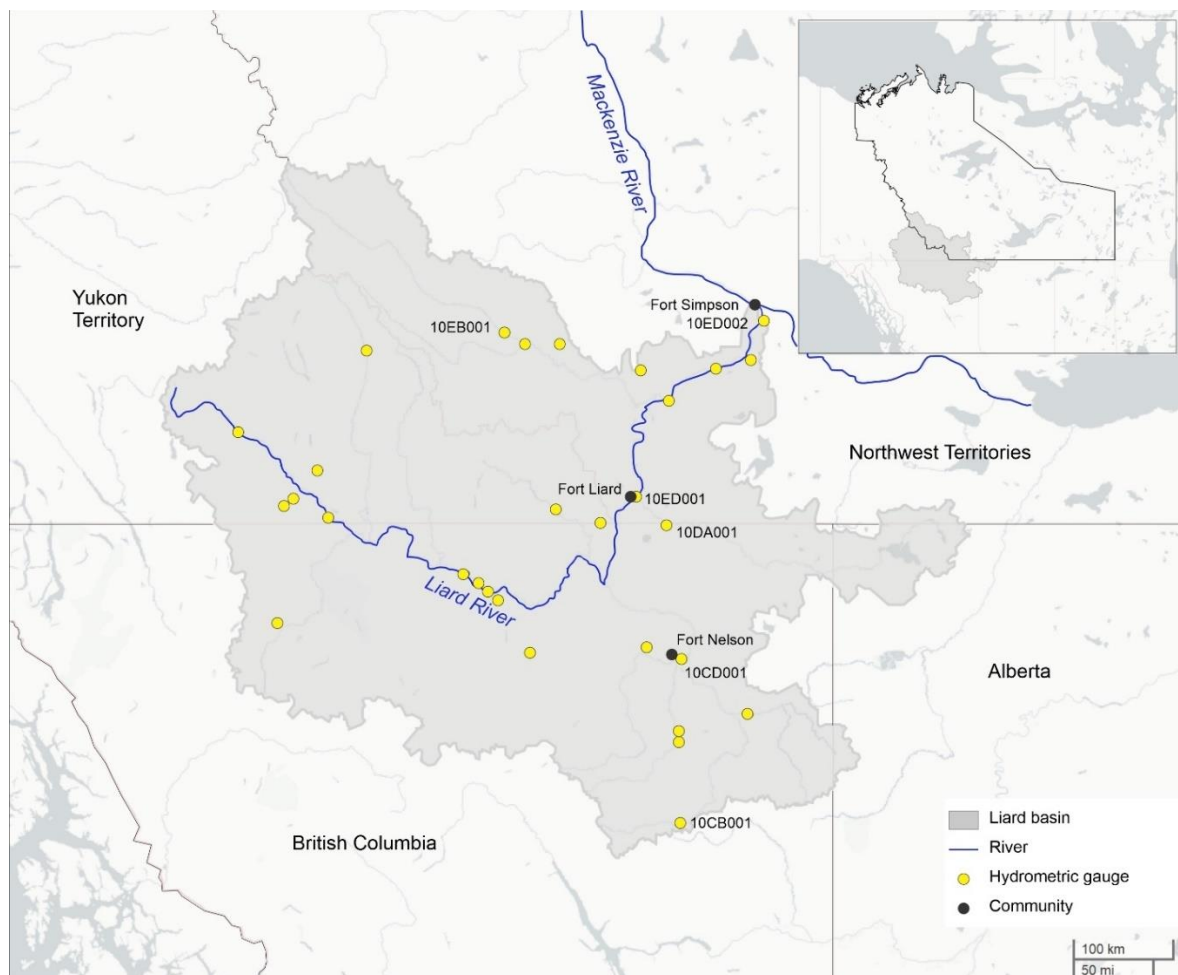 Mackenzie River
Yukon
Territory
Fort Simpson
10ED002
10EB001
Northwest Territories
Fort Liard
10ED001
10DA001
Liard River
Fort Nelson
10CD001
Alberta
10CB001
British Columbia
Liard basin
River
Hydrometric gauge
Community
100 km
50 mi